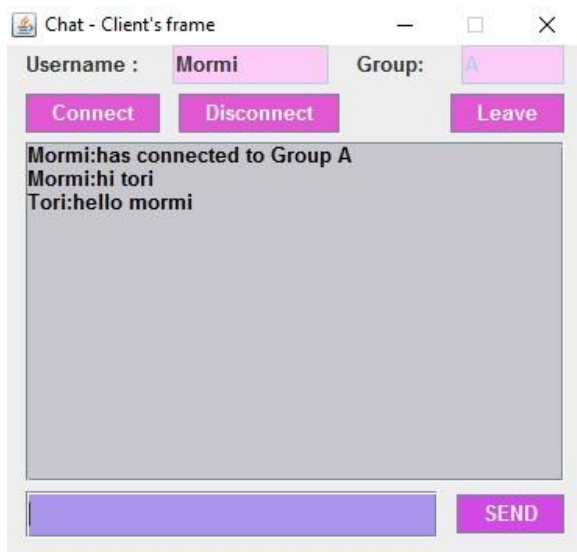 Chat - Client's frame
Username : Mormi Group: A
Connect Disconnect Leave
Mormi:has connected to Group A
Mormi:hi tori
Tori:hello mormi
SEND